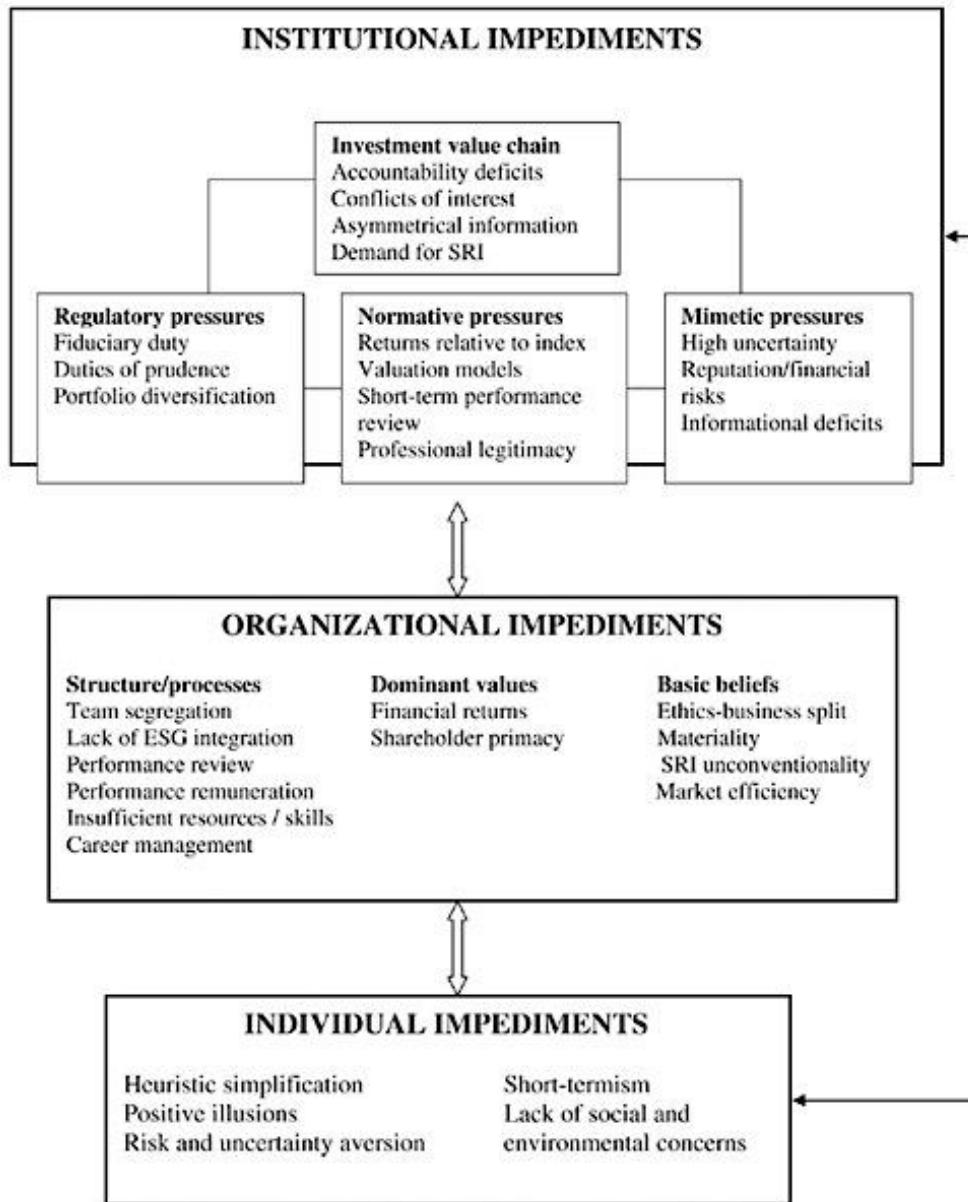 INSTITUTIONAL IMPEDIMENTS
Investment value chain
Accountability deficits
Conflicts of interest
Asymmetrical information
Demand for SRI
Regulatory pressures
Fiduciary duty
Duties of prudence
Portfolio diversification
Normative pressures
Returns relative to index
Valuation models
Short-term performance
review
Professional legitimacy
Mimetic pressures
High uncertainty
Reputation/financial
risks
Informational deficits
ORGANIZATIONAL IMPEDIMENTS
Structure/processes
Team segregation
Lack of ESG integration
Performance review
Performance remuneration
Insufficient resources / skills
Career management
Dominant values
Financial returns
Shareholder primacy
Basic beliefs
Ethics-business split
Materiality
SRI unconventionality
Market efficiency
INDIVIDUAL IMPEDIMENTS
Heuristic simplification
Positive illusions
Risk and uncertainty aversion
Short-termism
Lack of social and
environmental concerns